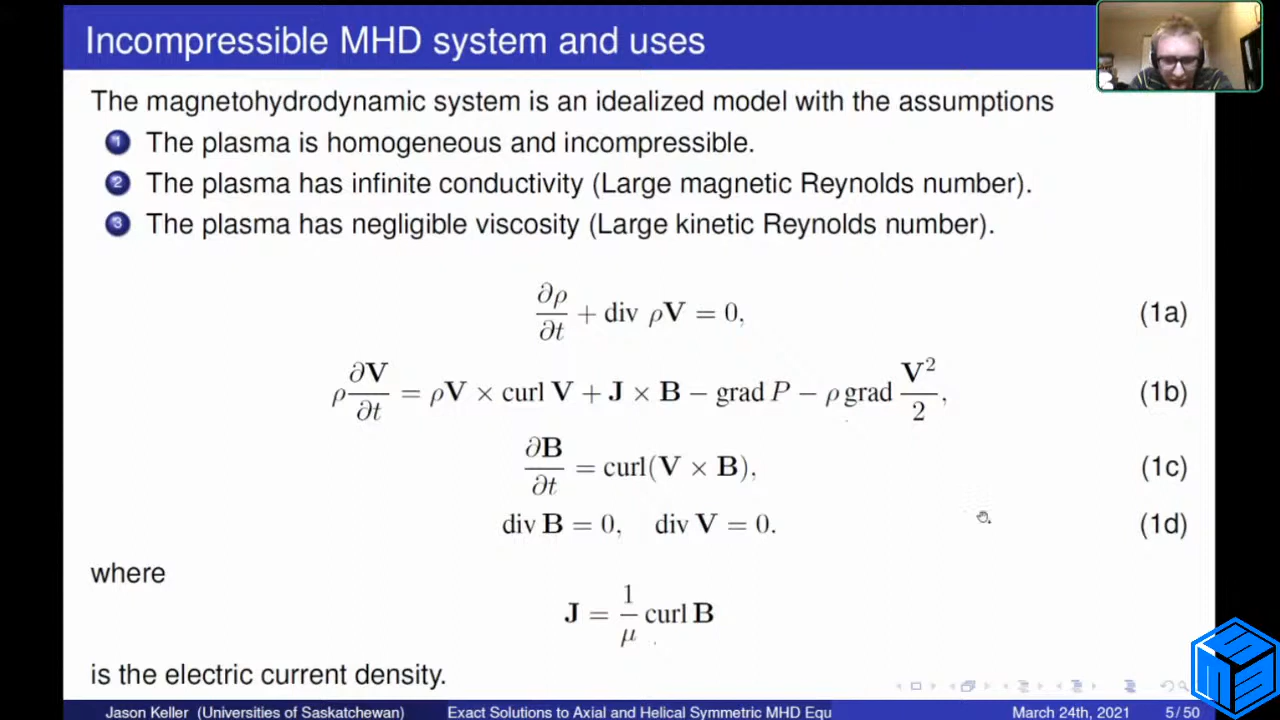 Incompressible MHD system and uses
The magnetohydrodynamic system is an idealized model with the assumptions
1 The plasma is homogeneous and incompressible.
2 The plasma has infinite conductivity (Large magnetic Reynolds number).
3 The plasma has negligible viscosity (Large kinetic Reynolds number).
∂ρ/∂t + div ρV = 0, (1a)
ρ ∂V/∂t = ρV × curl V + J × B − grad P − ρ grad V²/2, (1b)
∂B/∂t = curl(V × B), (1c)
div B = 0, div V = 0. (1d)
where
J = 1/μ curl B
is the electric current density.
Jason Keller (Universities of Saskatchewan) Exact Solutions to Axial and Helical Symmetric MHD Equ March 24th, 2021 5 / 50